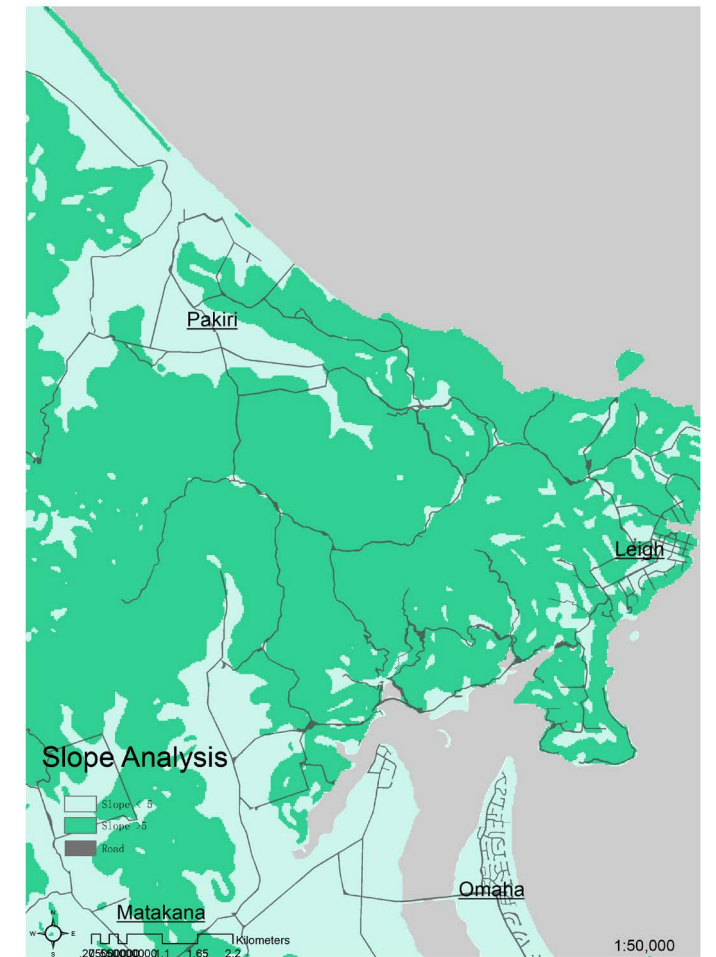 Pakiri
Leigh
Slope Analysis
Slope < 5
Slope >5
Road
Omaha
Matakana
N
W E
S
Kilometers
1.1 1.65 2.2
1:50,000